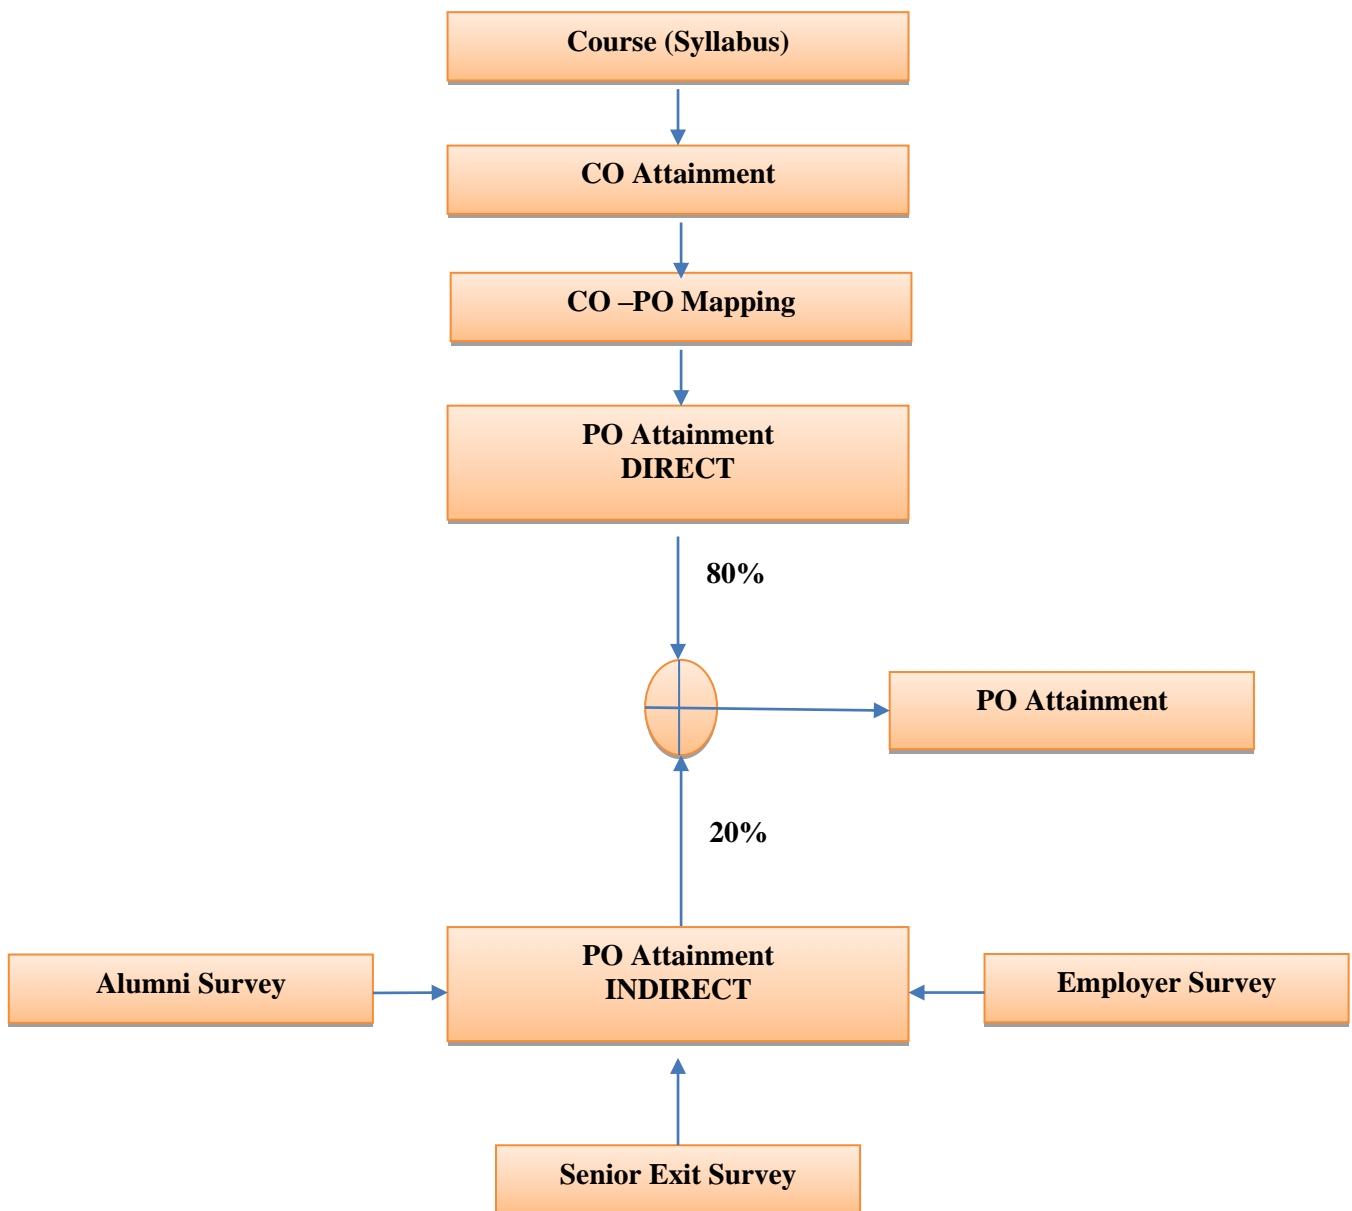 Course (Syllabus)
CO Attainment
CO –PO Mapping
PO Attainment
DIRECT
80%
PO Attainment
20%
PO Attainment
INDIRECT
Alumni Survey
Employer Survey
Senior Exit Survey